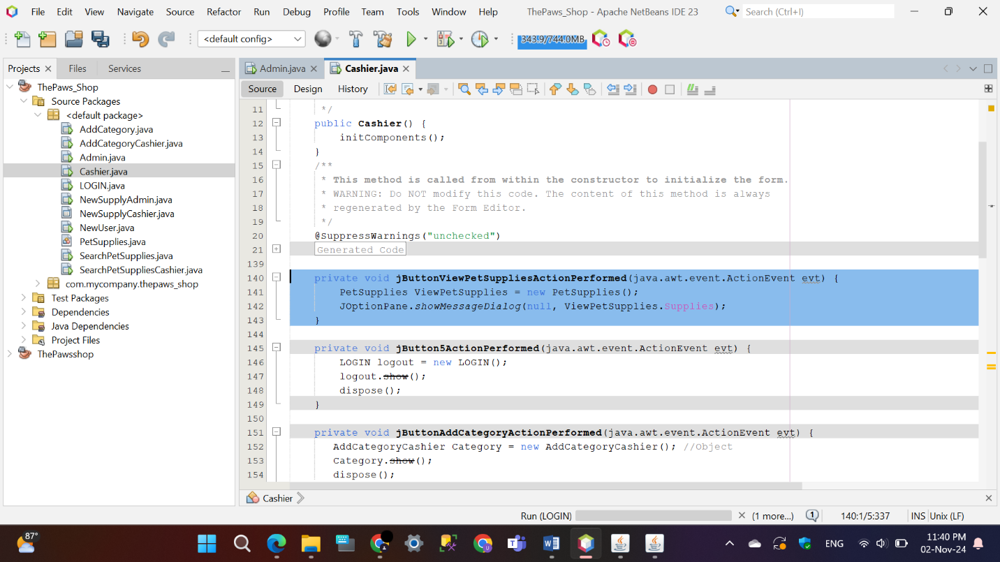 File Edit View Navigate Source Refactor Run Debug Profile Team Tools Window Help ThePaws_Shop - Apache NetBeans IDE 23 Search (Ctrl+I)
<default config> 343.9/744.0MB
Projects Files Services
Admin.java Cashier.java
Source Design History
ThePaws_Shop
Source Packages
<default package>
AddCategory.java
AddCategoryCashier.java
Admin.java
Cashier.java
LOGIN.java
NewSupplyAdmin.java
NewSupplyCashier.java
NewUser.java
PetSupplies.java
SearchPetSupplies.java
SearchPetSuppliesCashier.java
com.mycompany.thepaws_shop
Test Packages
Dependencies
Java Dependencies
Project Files
ThePawsshop
11 */
12 public Cashier() {
13 initComponents();
14 }
15 /**
16 * This method is called from within the constructor to initialize the form.
17 * WARNING: Do NOT modify this code. The content of this method is always
18 * regenerated by the Form Editor.
19 */
20 @SuppressWarnings("unchecked")
21 Generated Code
139
140 private void jButtonViewPetSuppliesActionPerformed(java.awt.event.ActionEvent evt) {
141 PetSupplies ViewPetSupplies = new PetSupplies();
142 JOptionPane.showMessageDialog(null, ViewPetSupplies.Supplies);
143 }
144
145 private void jButton5ActionPerformed(java.awt.event.ActionEvent evt) {
146 LOGIN logout = new LOGIN();
147 logout.show();
148 dispose();
149 }
150
151 private void jButtonAddCategoryActionPerformed(java.awt.event.ActionEvent evt) {
152 AddCategoryCashier Category = new AddCategoryCashier(); //Object
153 Category.show();
154 dispose();
Cashier
Run (LOGIN) (1 more...) 1 140:1/5:337 INS Unix (LF)
87° ENG 11:40 PM
02-Nov-24